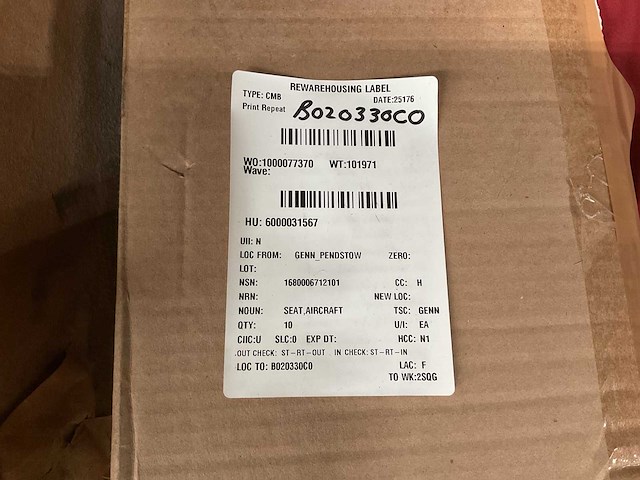 REWAREHOUSING LABEL
TYPE: CMB DATE:25176
Print Repeat B020330C0
WO:1000077370 WT:101971
Wave:
HU: 6000031567
UII: N
LOC FROM: GENN_PENDSTOW ZERO:
LOT:
NSN: 1680006712101 CC: H
NRN: NEW LOC:
NOUN: SEAT,AIRCRAFT TSC: GENN
QTY: 10 U/I: EA
CIIC:U SLC:0 EXP DT: HCC: N1
.OUT CHECK: ST-RT-OUT IN CHECK: ST-RT-IN
LOC TO: B020330C0 LAC: F
TO WK:2SQG